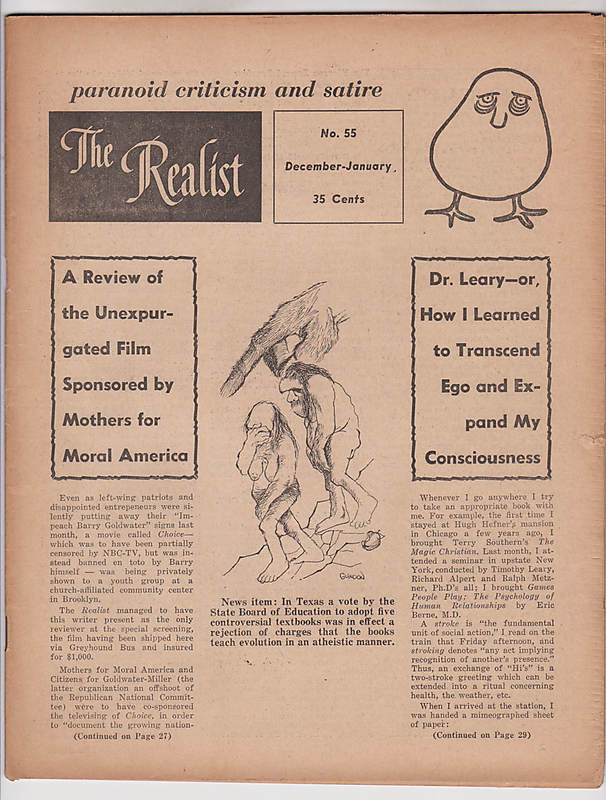 paranoid criticism and satire
The Realist
No. 55
December-January,
35 Cents
A Review of
the Unexpur-
gated Film
Sponsored by
Mothers for
Moral America
Even as left-wing patriots and
disappointed entrepreneurs were si-
lently putting away their "Im-
peach Barry Goldwater" signs last
month, a movie called Choice—
which was to have been partially
censored by NBC-TV, but was in-
stead banned en toto by Barry
himself — was being privately
shown to a youth group at a
church-affiliated community center
in Brooklyn.
The Realist managed to have
this writer present as the only
reviewer at the special screening,
the film having been shipped here
via Greyhound Bus and insured
for $1,000.
Mothers for Moral America and
Citizens for Goldwater-Miller (the
latter organization an offshoot of
the Republican National Commit-
tee) were to have co-sponsored
the televising of Choice, in order
to "document the growing nation-
(Continued on Page 27)
GUINDON
News item: In Texas a vote by the
State Board of Education to adopt five
controversial textbooks was in effect a
rejection of charges that the books
teach evolution in an atheistic manner.
Dr. Leary—or,
How I Learned
to Transcend
Ego and Ex-
pand My
Consciousness
Whenever I go anywhere I try
to take an appropriate book with
me. For example, the first time I
stayed at Hugh Hefner's mansion
in Chicago a few years ago, I
brought Terry Southern's The
Magic Christian. Last month, I at-
tended a seminar in upstate New
York, conducted by Timothy Leary,
Richard Alpert and Ralph Metz-
ner, Ph.D's all; I brought Games
People Play: The Psychology of
Human Relationships by Eric
Berne, M.D.
A stroke is "the fundamental
unit of social action," I read on the
train that Friday afternoon, and
stroking denotes "any act implying
recognition of another's presence."
Thus, an exchange of "Hi's" is a
two-stroke greeting which can be
extended into a ritual concerning
health, the weather, etc.
When I arrived at the station, I
was handed a mimeographed sheet
of paper:
(Continued on Page 29)